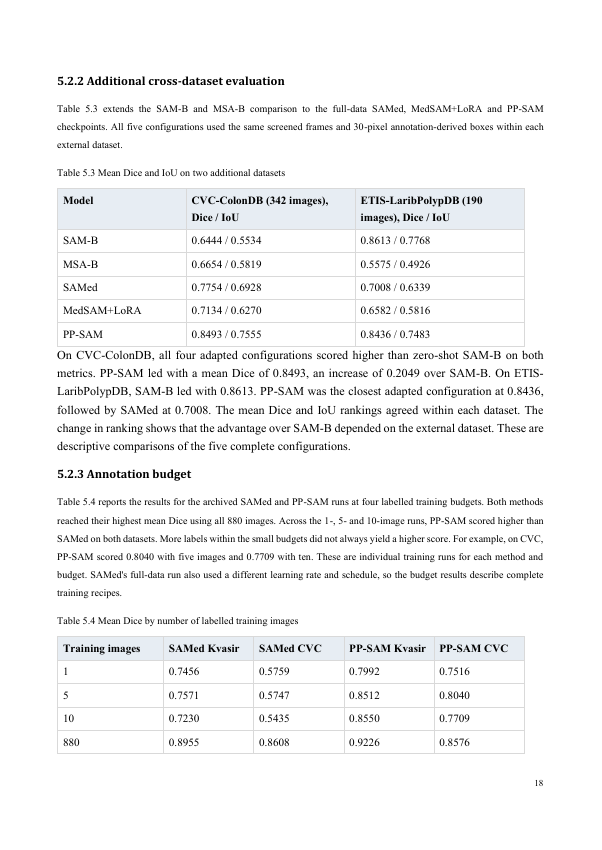 5.2.2 Additional cross-dataset evaluation
Table 5.3 extends the SAM-B and MSA-B comparison to the full-data SAMed, MedSAM+LoRA and PP-SAM
checkpoints. All five configurations used the same screened frames and 30-pixel annotation-derived boxes within each
external dataset.
Table 5.3 Mean Dice and IoU on two additional datasets
Model CVC-ColonDB (342 images), ETIS-LaribPolypDB (190
Dice / IoU images), Dice / IoU
SAM-B 0.6444 / 0.5534 0.8613 / 0.7768
MSA-B 0.6654 / 0.5819 0.5575 / 0.4926
SAMed 0.7754 / 0.6928 0.7008 / 0.6339
MedSAM+LoRA 0.7134 / 0.6270 0.6582 / 0.5816
PP-SAM 0.8493 / 0.7555 0.8436 / 0.7483
On CVC-ColonDB, all four adapted configurations scored higher than zero-shot SAM-B on both
metrics. PP-SAM led with a mean Dice of 0.8493, an increase of 0.2049 over SAM-B. On ETIS-
LaribPolypDB, SAM-B led with 0.8613. PP-SAM was the closest adapted configuration at 0.8436,
followed by SAMed at 0.7008. The mean Dice and IoU rankings agreed within each dataset. The
change in ranking shows that the advantage over SAM-B depended on the external dataset. These are
descriptive comparisons of the five complete configurations.
5.2.3 Annotation budget
Table 5.4 reports the results for the archived SAMed and PP-SAM runs at four labelled training budgets. Both methods
reached their highest mean Dice using all 880 images. Across the 1-, 5- and 10-image runs, PP-SAM scored higher than
SAMed on both datasets. More labels within the small budgets did not always yield a higher score. For example, on CVC,
PP-SAM scored 0.8040 with five images and 0.7709 with ten. These are individual training runs for each method and
budget. SAMed's full-data run also used a different learning rate and schedule, so the budget results describe complete
training recipes.
Table 5.4 Mean Dice by number of labelled training images
Training images SAMed Kvasir SAMed CVC PP-SAM Kvasir PP-SAM CVC
1 0.7456 0.5759 0.7992 0.7516
5 0.7571 0.5747 0.8512 0.8040
10 0.7230 0.5435 0.8550 0.7709
880 0.8955 0.8608 0.9226 0.8576
18